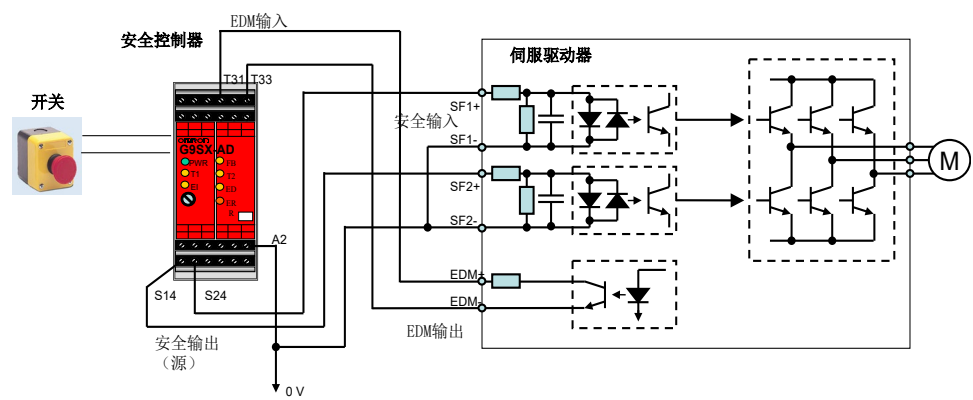 EDM输入
安全控制器
伺服驱动器
T31
T33
开关
SF1+
安全输入
SF1-
SF2+
SF2-
omron
G9SX-AD
PWR
FB
T1
T2
EI
ED
ER
R
A2
S14
S24
EDM+
EDM-
EDM输出
安全输出
（源）
0 V
M